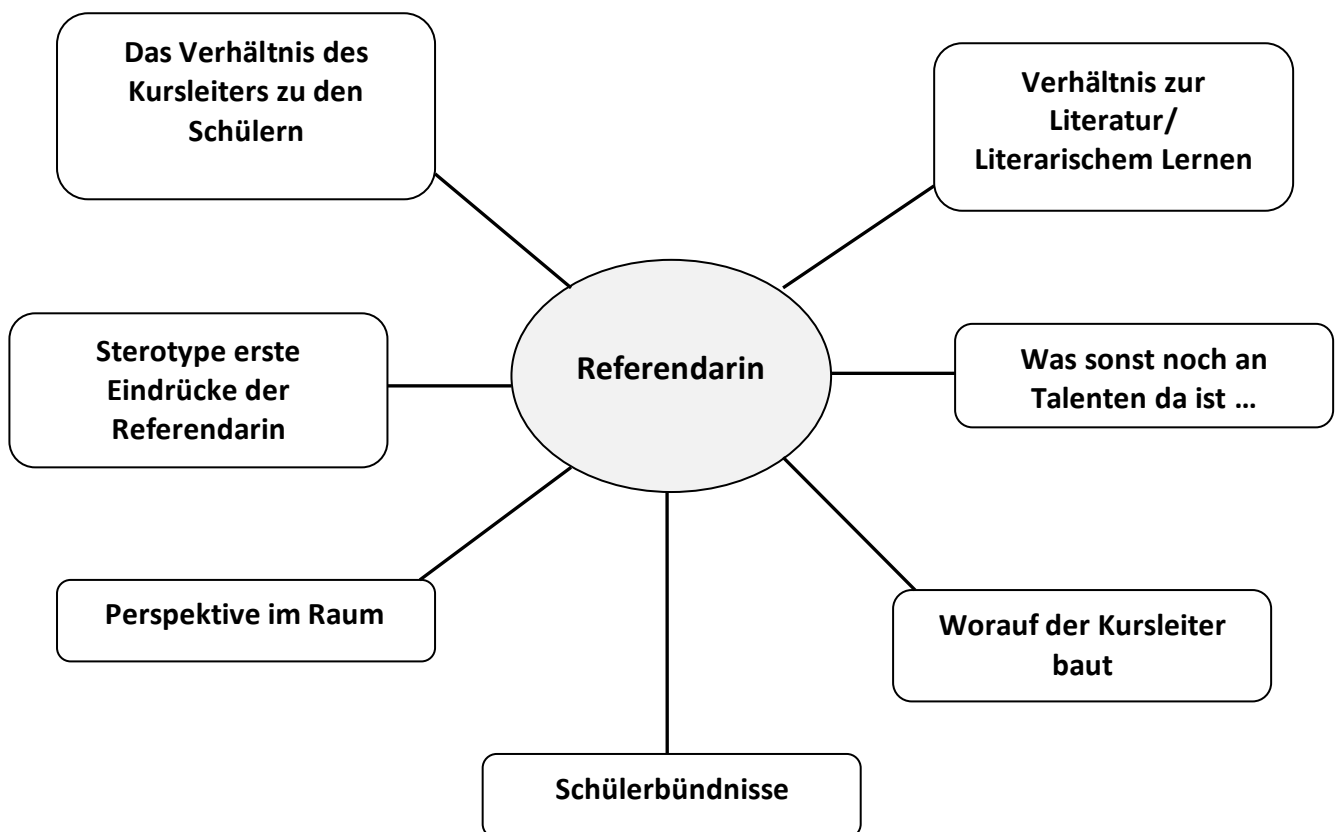 Das Verhältnis des
Kursleiters zu den
Schülern
Verhältnis zur
Literatur/
Literarischem Lernen
Sterotype erste
Eindrücke der
Referendarin
Referendarin
Was sonst noch an
Talenten da ist ...
Perspektive im Raum
Worauf der Kursleiter
baut
Schülerbündnisse